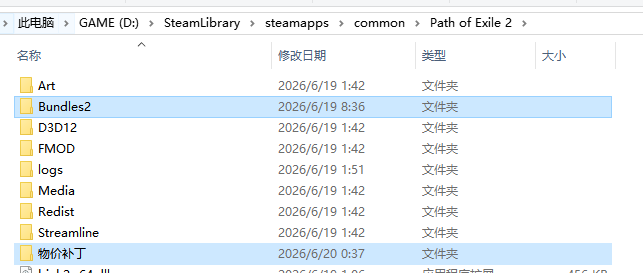 此电脑 › GAME (D:) › SteamLibrary › steamapps › common › Path of Exile 2 ›
名称 修改日期 类型 大小
Art 2026/6/19 1:42 文件夹
Bundles2 2026/6/19 8:36 文件夹
D3D12 2026/6/19 1:42 文件夹
FMOD 2026/6/19 1:42 文件夹
logs 2026/6/19 1:51 文件夹
Media 2026/6/19 1:42 文件夹
Redist 2026/6/19 1:42 文件夹
Streamline 2026/6/19 1:42 文件夹
物价补丁 2026/6/20 0:37 文件夹